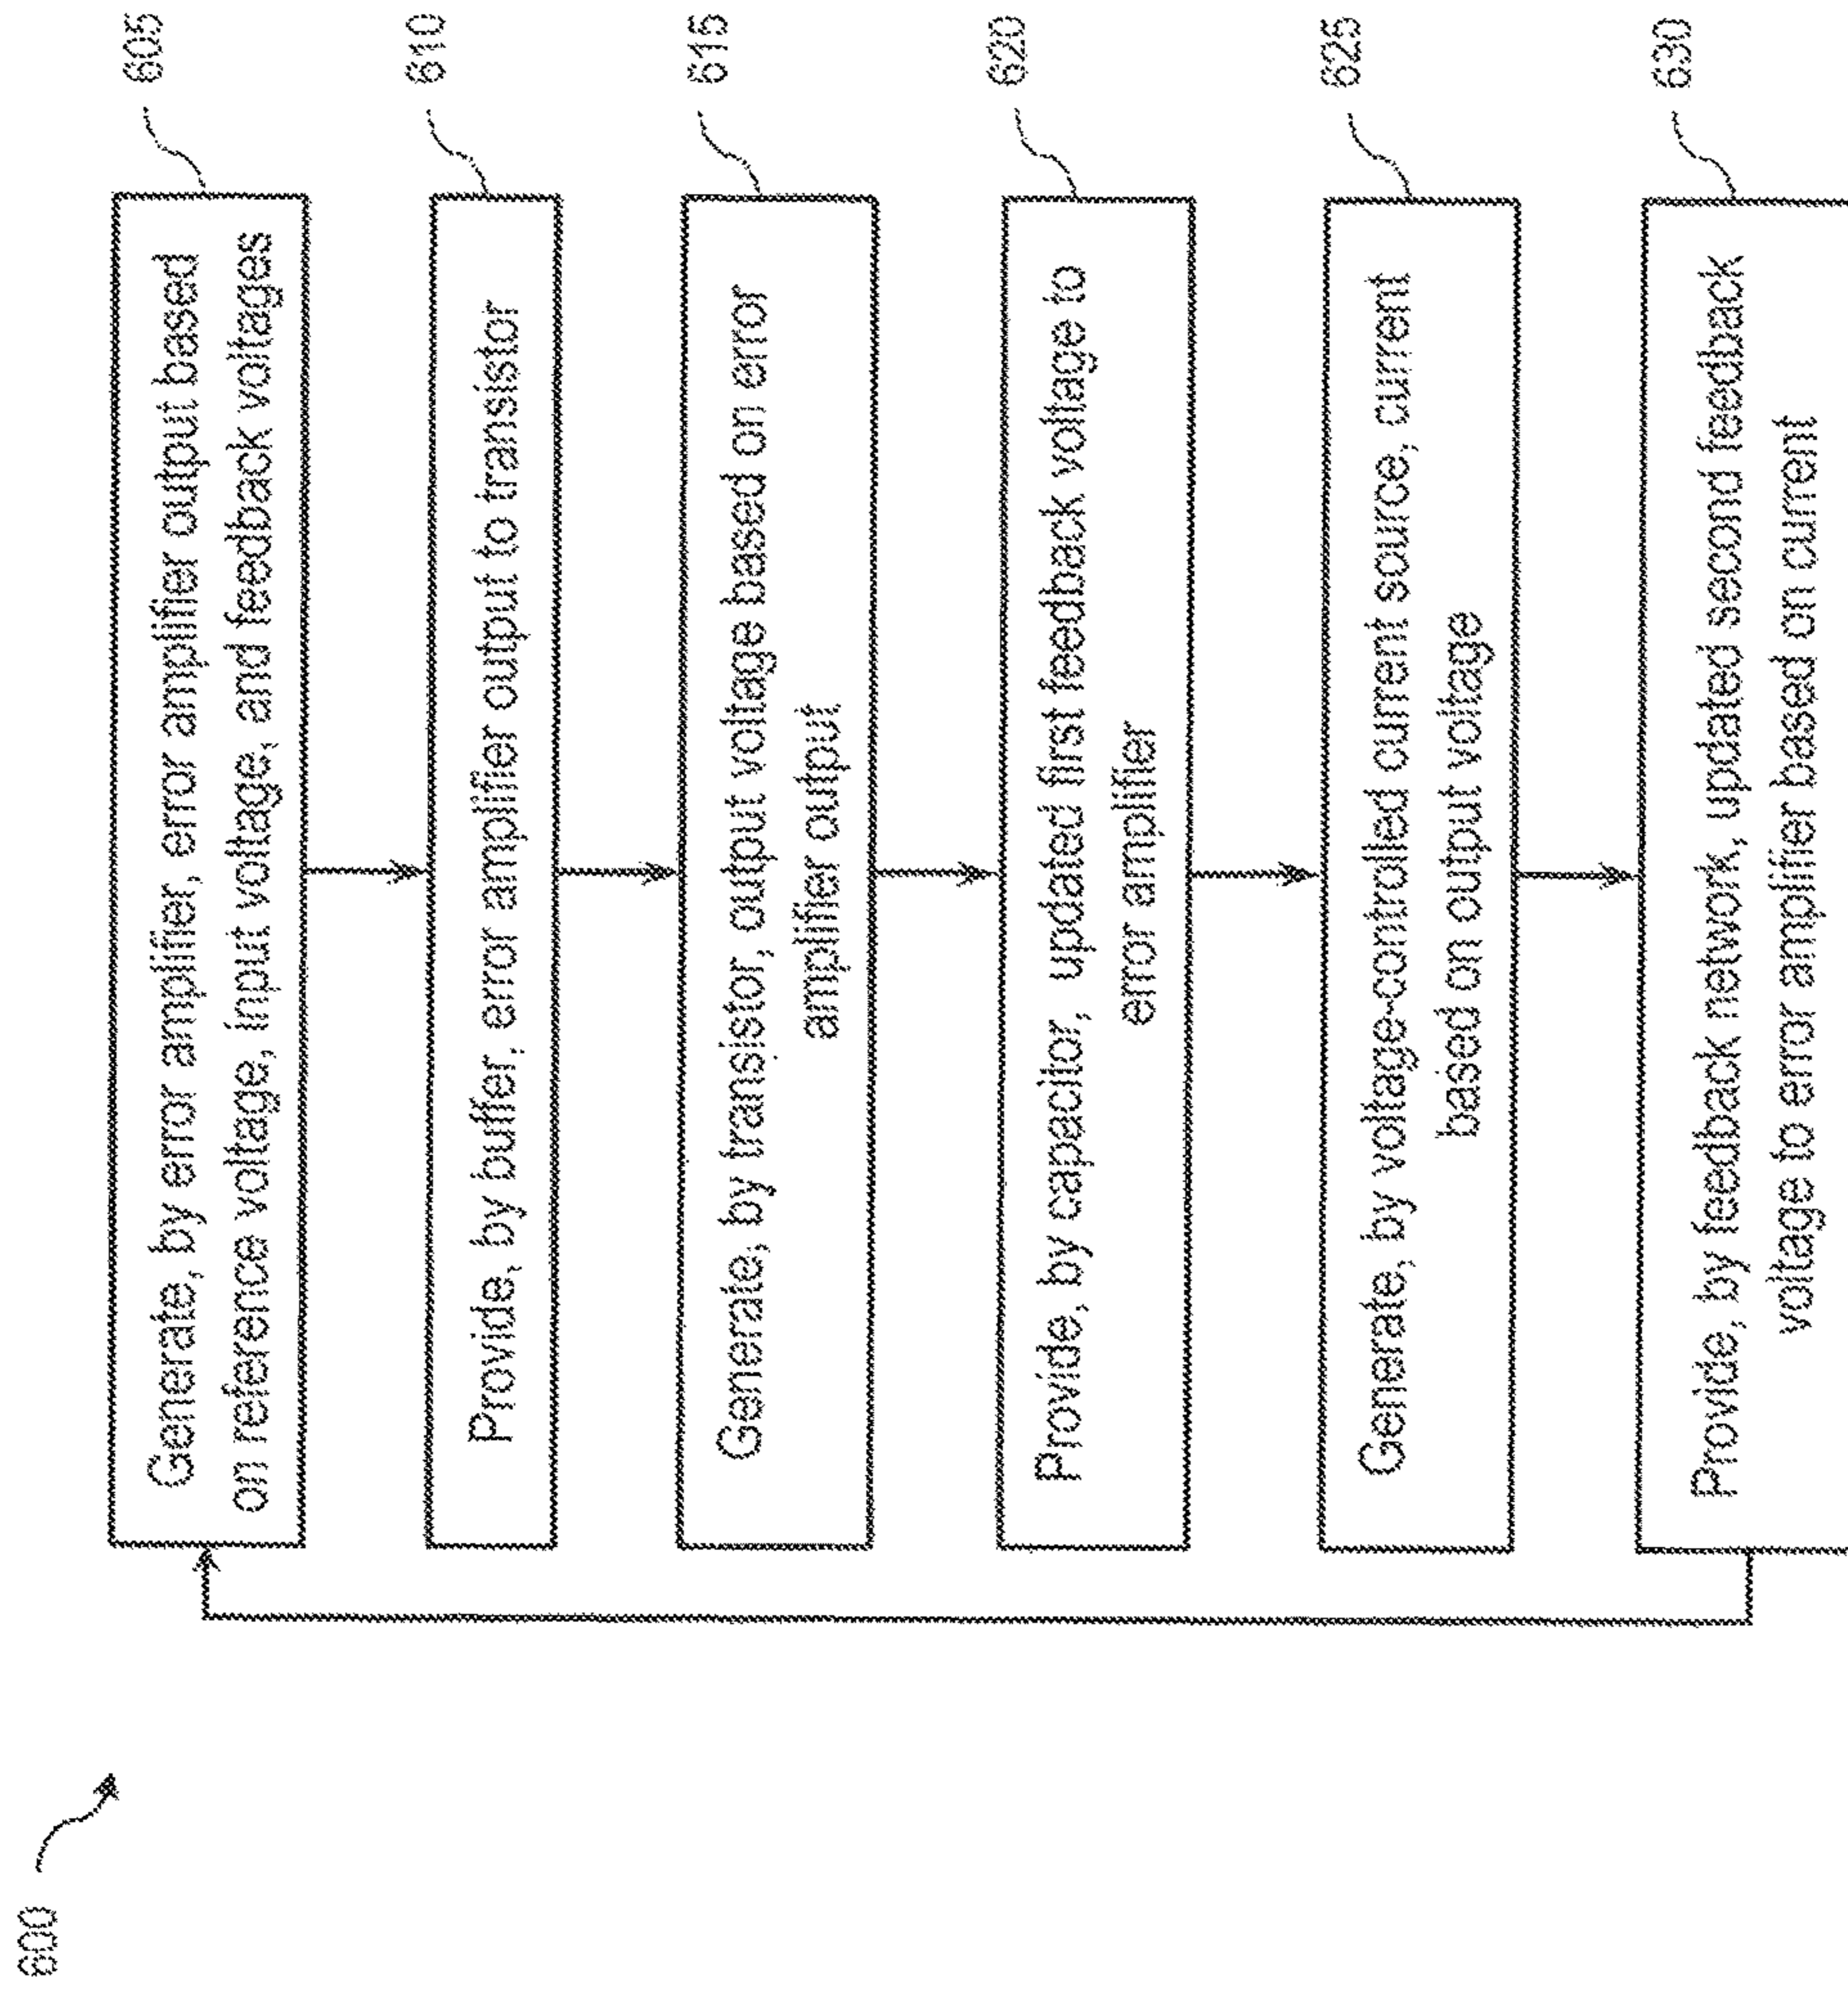 600
Generate, by error amplifier, error amplifier output based
on reference voltage, input voltage, and feedback voltages
605
Provide, by buffer, error amplifier output to transistor
610
Generate, by transistor, output voltage based on error
amplifier output
615
Provide, by capacitor, updated first feedback voltage to
error amplifier
620
Generate, by voltage-controlled current source, current
based on output voltage
625
Provide, by feedback network, updated second feedback
voltage to error amplifier based on current
630